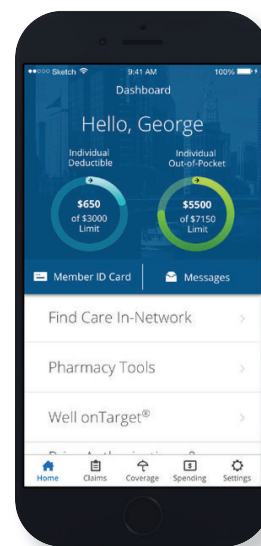 Sketch 9:41 AM 100%
Dashboard
Hello, George
Individual Deductible
Individual Out-of-Pocket
$650
of $3000
Limit
$5500
of $7150
Limit
Member ID Card
Messages
Find Care In-Network
Pharmacy Tools
Well onTarget®
Home Claims Coverage Spending Settings